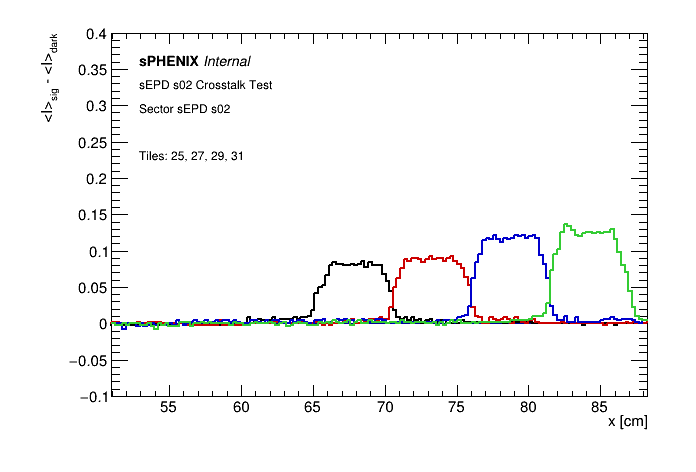 <I>sig - <I>dark
0.4
0.35
0.3
0.25
0.2
0.15
0.1
0.05
0
−0.05
−0.1
sPHENIX Internal
sEPD s02 Crosstalk Test
Sector sEPD s02
Tiles: 25, 27, 29, 31
55 60 65 70 75 80 85
x [cm]